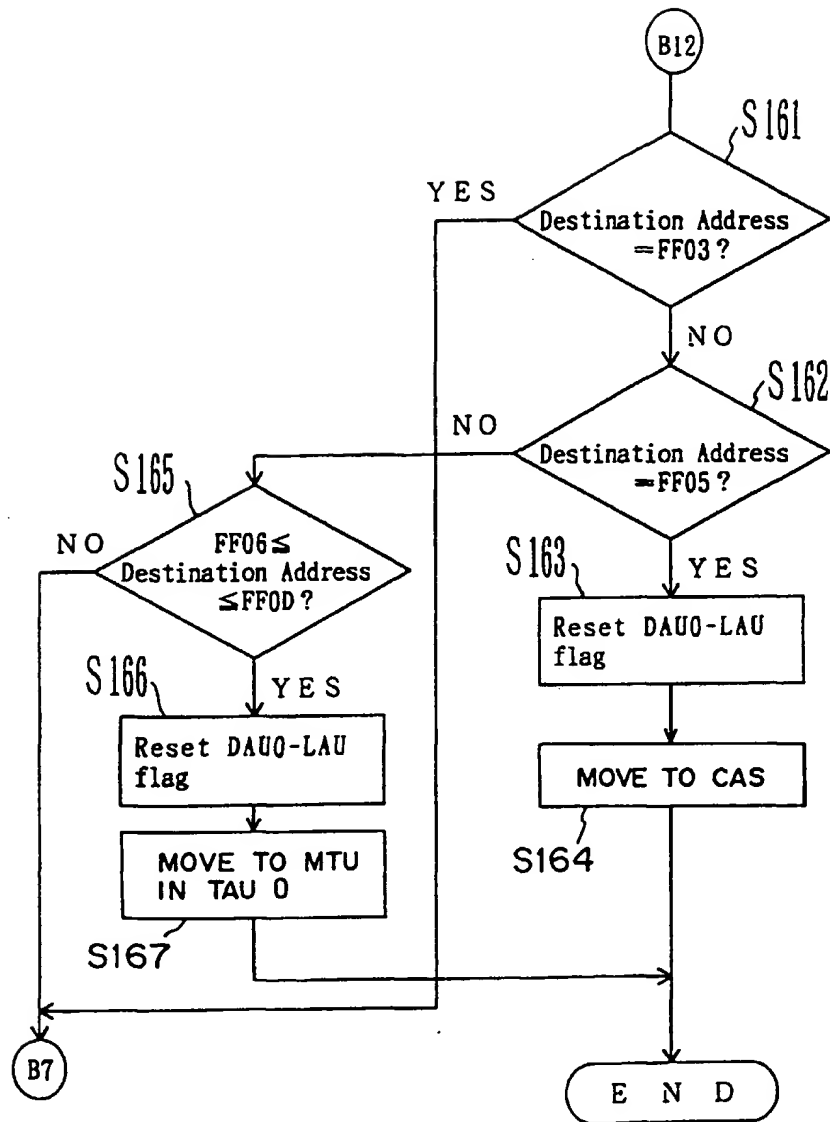 B12
S161
YES
Destination Address
=FF03?
NO
S162
NO
Destination Address
=FF05?
S165
NO
FF06≦
Destination Address
≦FF0D?
S163
YES
Reset DAU0-LAU
flag
S166
YES
Reset DAU0-LAU
flag
MOVE TO CAS
S164
MOVE TO MTU
IN TAU 0
S167
B7
END